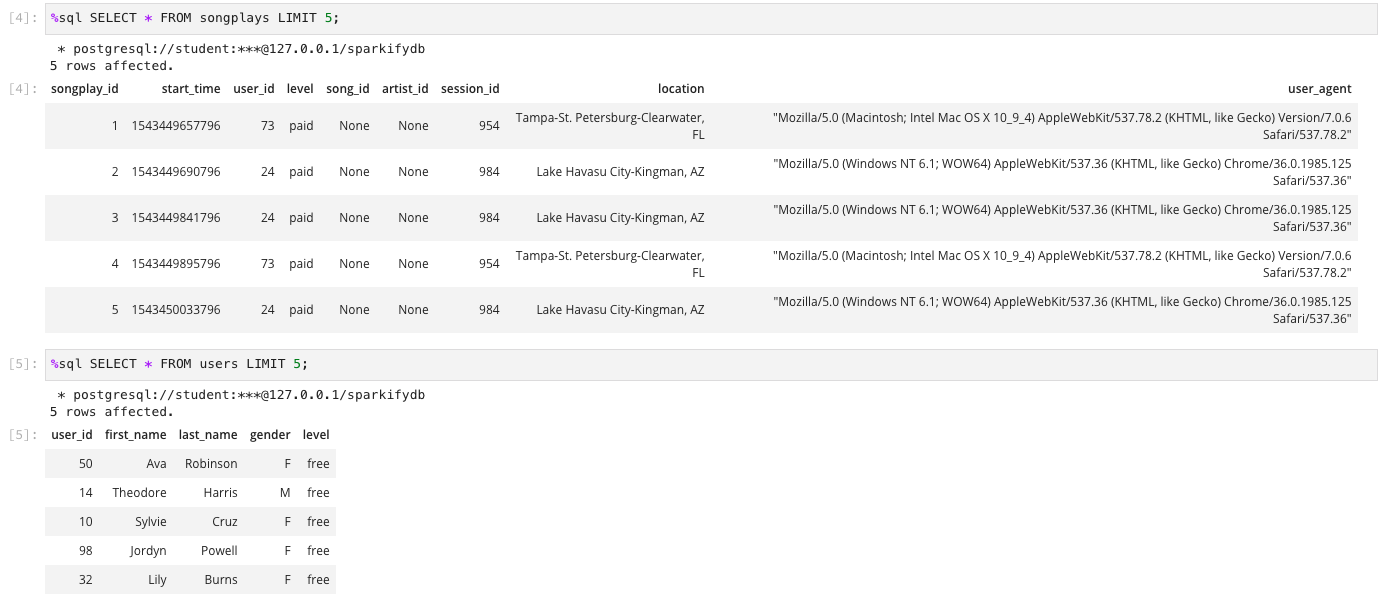 [4]: %sql SELECT * FROM songplays LIMIT 5;
* postgresql://student:***@127.0.0.1/sparkifydb
5 rows affected.
[4]: songplay_id start_time user_id level song_id artist_id session_id location user_agent
1 1543449657796 73 paid None None 954 Tampa-St. Petersburg-Clearwater, "Mozilla/5.0 (Macintosh; Intel Mac OS X 10_9_4) AppleWebKit/537.78.2 (KHTML, like Gecko) Version/7.0.6
FL Safari/537.78.2"
2 1543449690796 24 paid None None 984 Lake Havasu City-Kingman, AZ "Mozilla/5.0 (Windows NT 6.1; WOW64) AppleWebKit/537.36 (KHTML, like Gecko) Chrome/36.0.1985.125
Safari/537.36"
3 1543449841796 24 paid None None 984 Lake Havasu City-Kingman, AZ "Mozilla/5.0 (Windows NT 6.1; WOW64) AppleWebKit/537.36 (KHTML, like Gecko) Chrome/36.0.1985.125
Safari/537.36"
4 1543449895796 73 paid None None 954 Tampa-St. Petersburg-Clearwater, "Mozilla/5.0 (Macintosh; Intel Mac OS X 10_9_4) AppleWebKit/537.78.2 (KHTML, like Gecko) Version/7.0.6
FL Safari/537.78.2"
5 1543450033796 24 paid None None 984 Lake Havasu City-Kingman, AZ "Mozilla/5.0 (Windows NT 6.1; WOW64) AppleWebKit/537.36 (KHTML, like Gecko) Chrome/36.0.1985.125
Safari/537.36"
[5]: %sql SELECT * FROM users LIMIT 5;
* postgresql://student:***@127.0.0.1/sparkifydb
5 rows affected.
[5]: user_id first_name last_name gender level
50 Ava Robinson F free
14 Theodore Harris M free
10 Sylvie Cruz F free
98 Jordyn Powell F free
32 Lily Burns F free